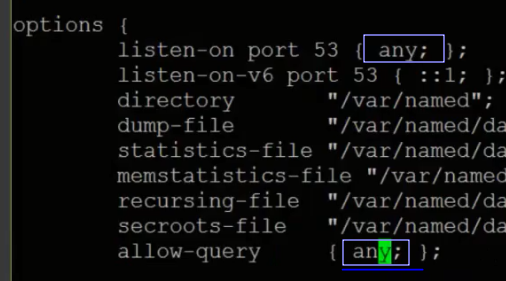 options {
listen-on port 53 { any; };
listen-on-v6 port 53 { ::1; };
directory "/var/named";
dump-file "/var/named/da
statistics-file "/var/named/da
memstatistics-file "/var/named
recursing-file "/var/named/da
secroots-file "/var/named/da
allow-query { any; };